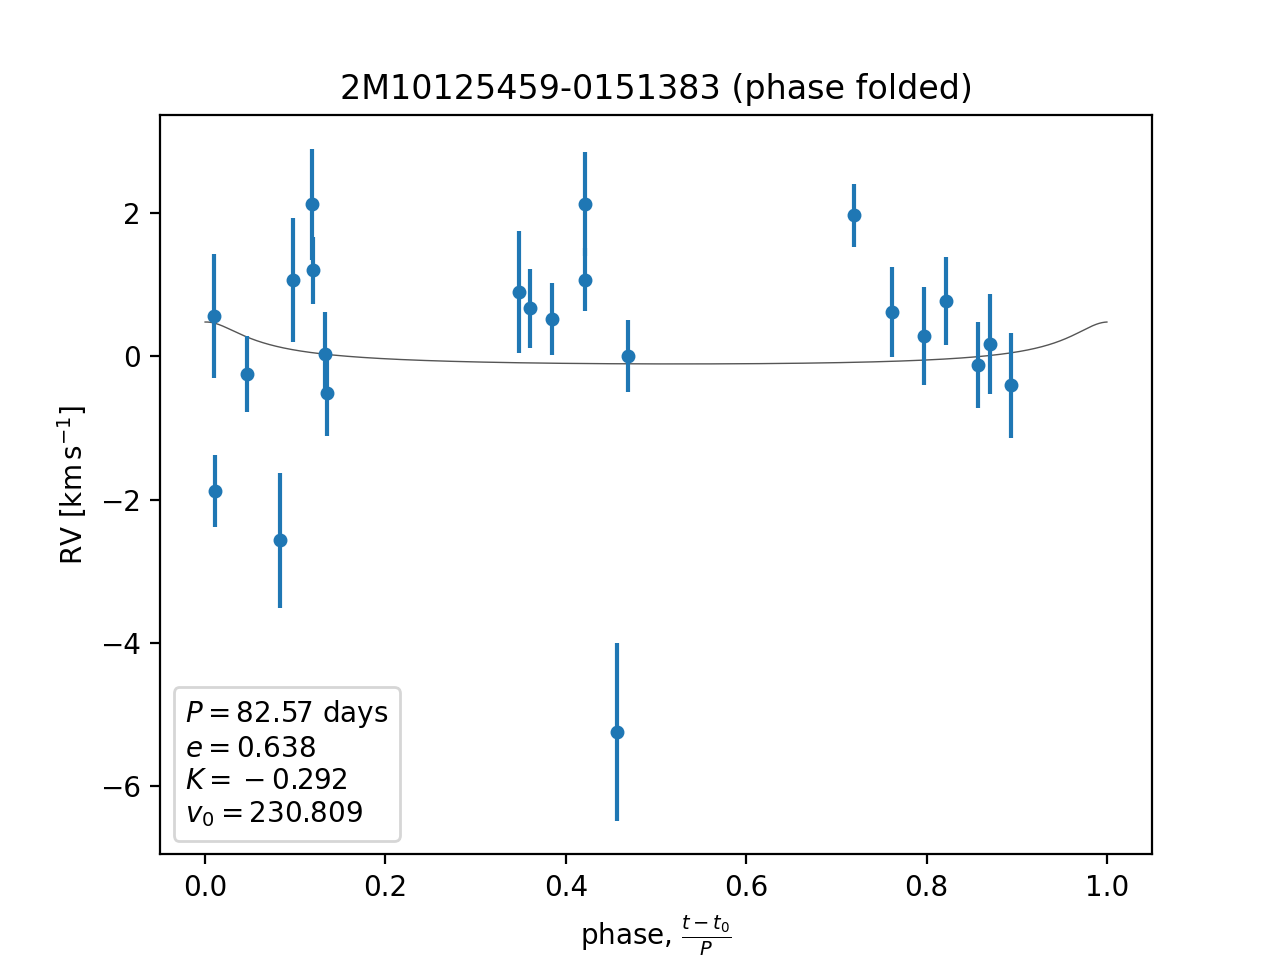 2M10125459-0151383 (phase folded)
RV [km s⁻¹]
2
0
−2
−4
−6
P = 82.57 days
e = 0.638
K = −0.292
v₀ = 230.809
0.0 0.2 0.4 0.6 0.8 1.0
phase, (t − t₀)/P